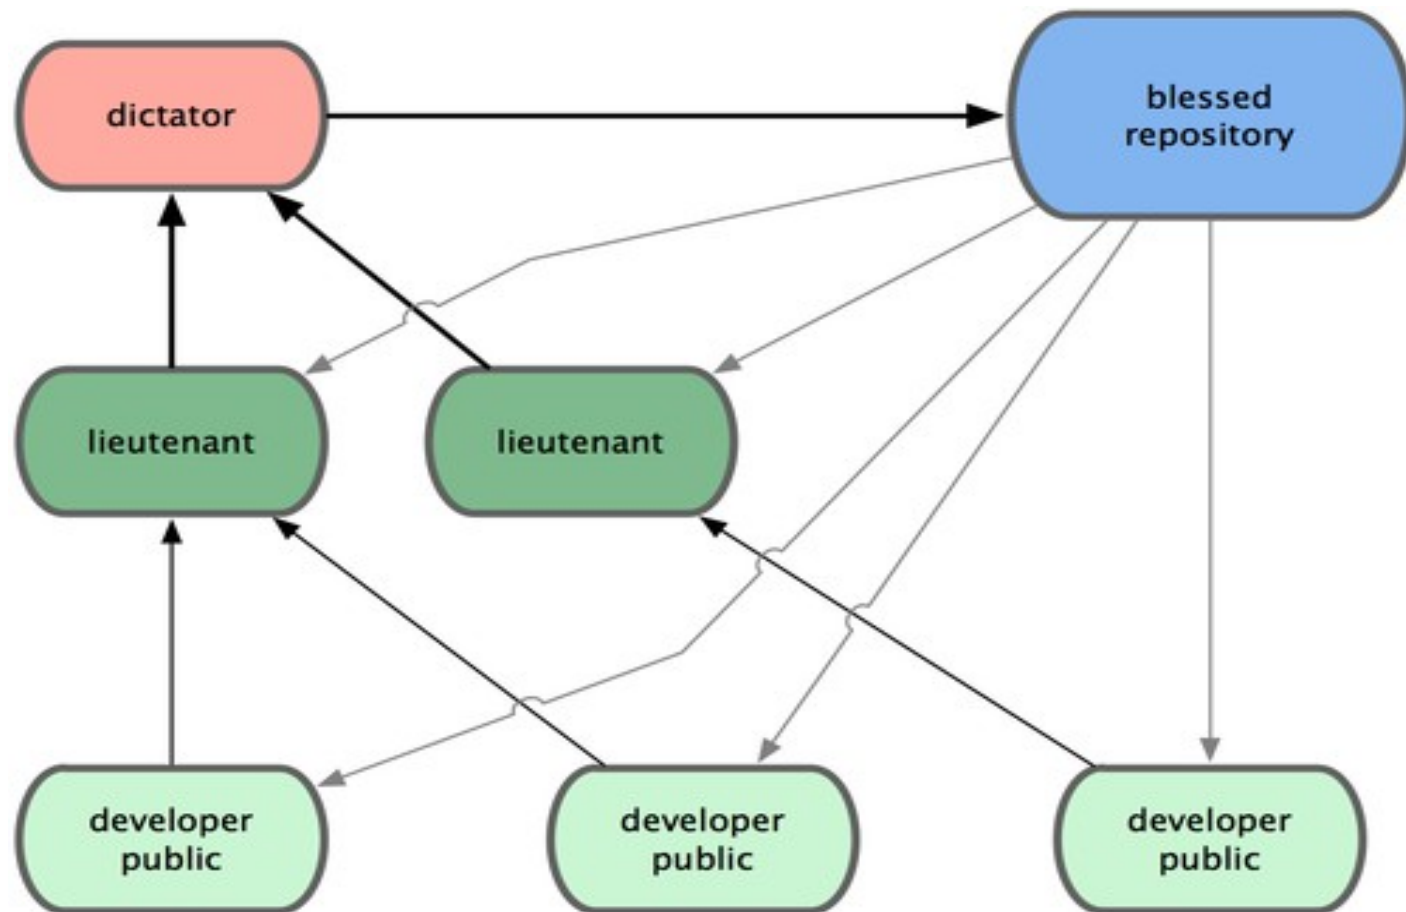 dictator
blessed
repository
lieutenant
lieutenant
developer
public
developer
public
developer
public